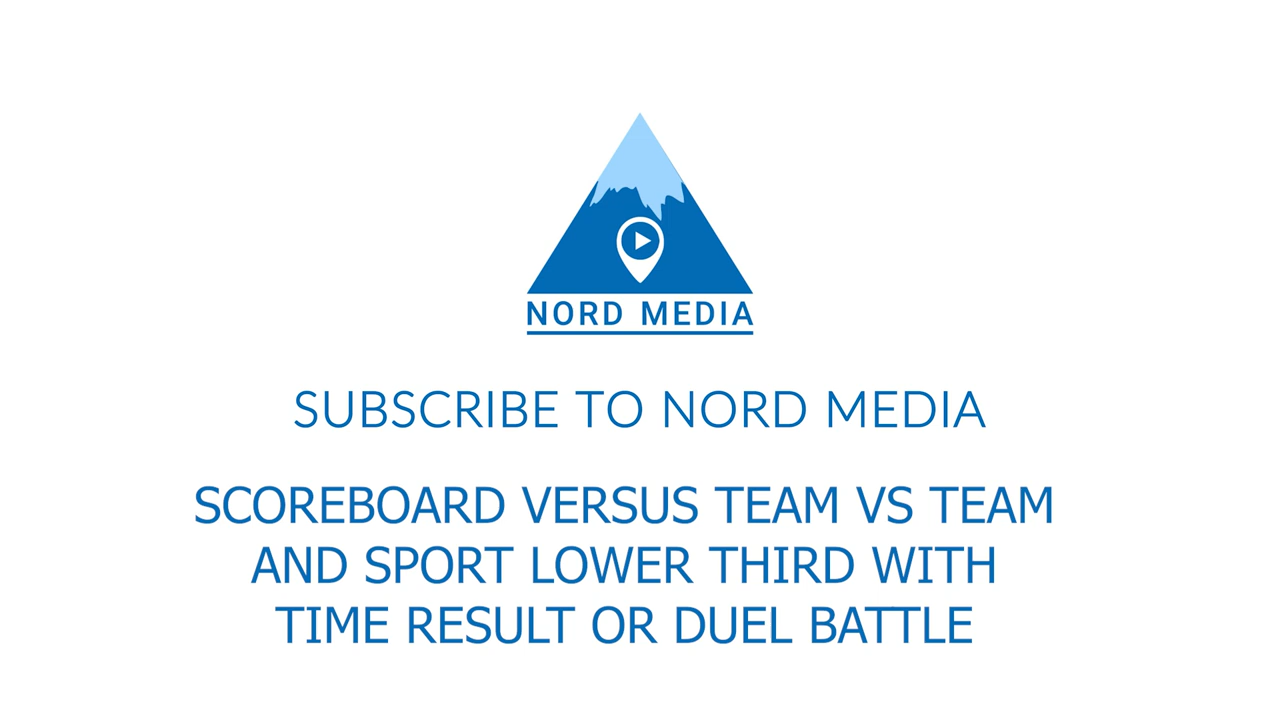 NORD MEDIA
SUBSCRIBE TO NORD MEDIA
SCOREBOARD VERSUS TEAM VS TEAM
AND SPORT LOWER THIRD WITH
TIME RESULT OR DUEL BATTLE